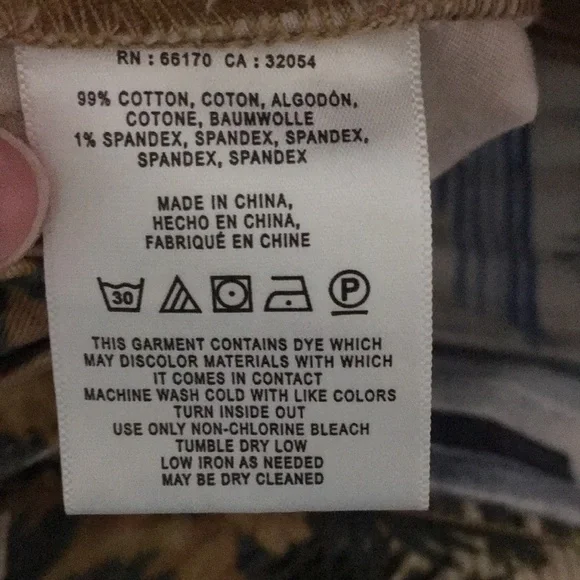 RN : 66170 CA : 32054
99% COTTON, COTON, ALGODÓN,
COTONE, BAUMWOLLE
1% SPANDEX, SPANDEX, SPANDEX,
SPANDEX, SPANDEX
MADE IN CHINA,
HECHO EN CHINA,
FABRIQUÉ EN CHINE
30 P
THIS GARMENT CONTAINS DYE WHICH
MAY DISCOLOR MATERIALS WITH WHICH
IT COMES IN CONTACT
MACHINE WASH COLD WITH LIKE COLORS
TURN INSIDE OUT
USE ONLY NON-CHLORINE BLEACH
TUMBLE DRY LOW
LOW IRON AS NEEDED
MAY BE DRY CLEANED